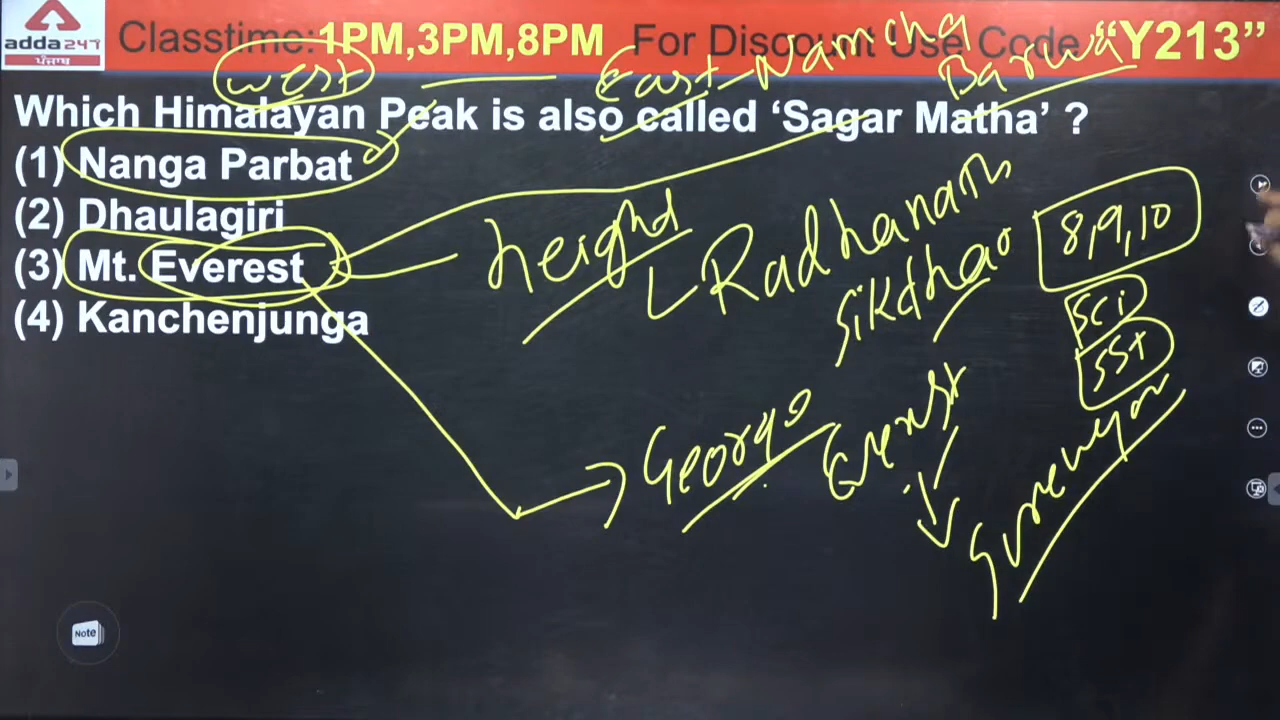 adda247
ਪੰਜਾਬ
Classtime:1PM,3PM,8PM For Discount Use Code "Y213"
west
East - Namcha
Barwa
Which Himalayan Peak is also called ‘Sagar Matha’ ?
(1) Nanga Parbat
(2) Dhaulagiri
(3) Mt. Everest
(4) Kanchenjunga
height
Radhanath
Sikdhar
8,9,10
Sci
SSt
George Everest
Surveyor
Note